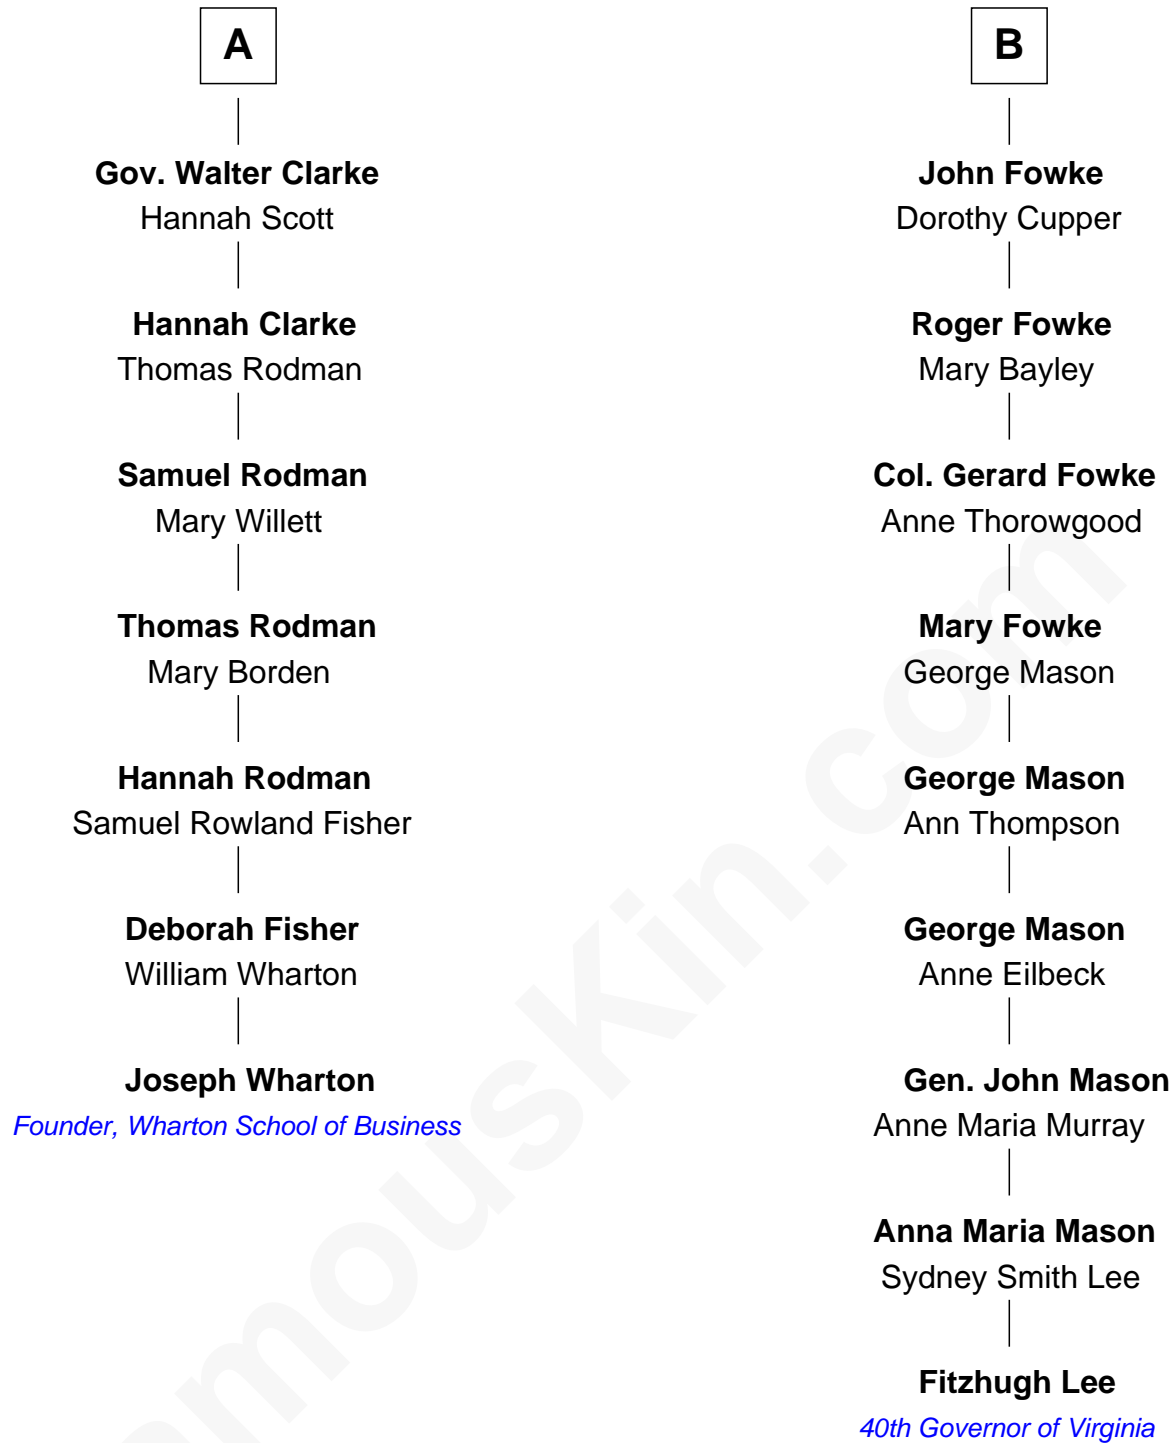 A
Gov. Walter Clarke
Hannah Scott
Hannah Clarke
Thomas Rodman
Samuel Rodman
Mary Willett
Thomas Rodman
Mary Borden
Hannah Rodman
Samuel Rowland Fisher
Deborah Fisher
William Wharton
Joseph Wharton
Founder, Wharton School of Business
B
John Fowke
Dorothy Cupper
Roger Fowke
Mary Bayley
Col. Gerard Fowke
Anne Thorowgood
Mary Fowke
George Mason
George Mason
Ann Thompson
George Mason
Anne Eilbeck
Gen. John Mason
Anne Maria Murray
Anna Maria Mason
Sydney Smith Lee
Fitzhugh Lee
40th Governor of Virginia
amousKin.com